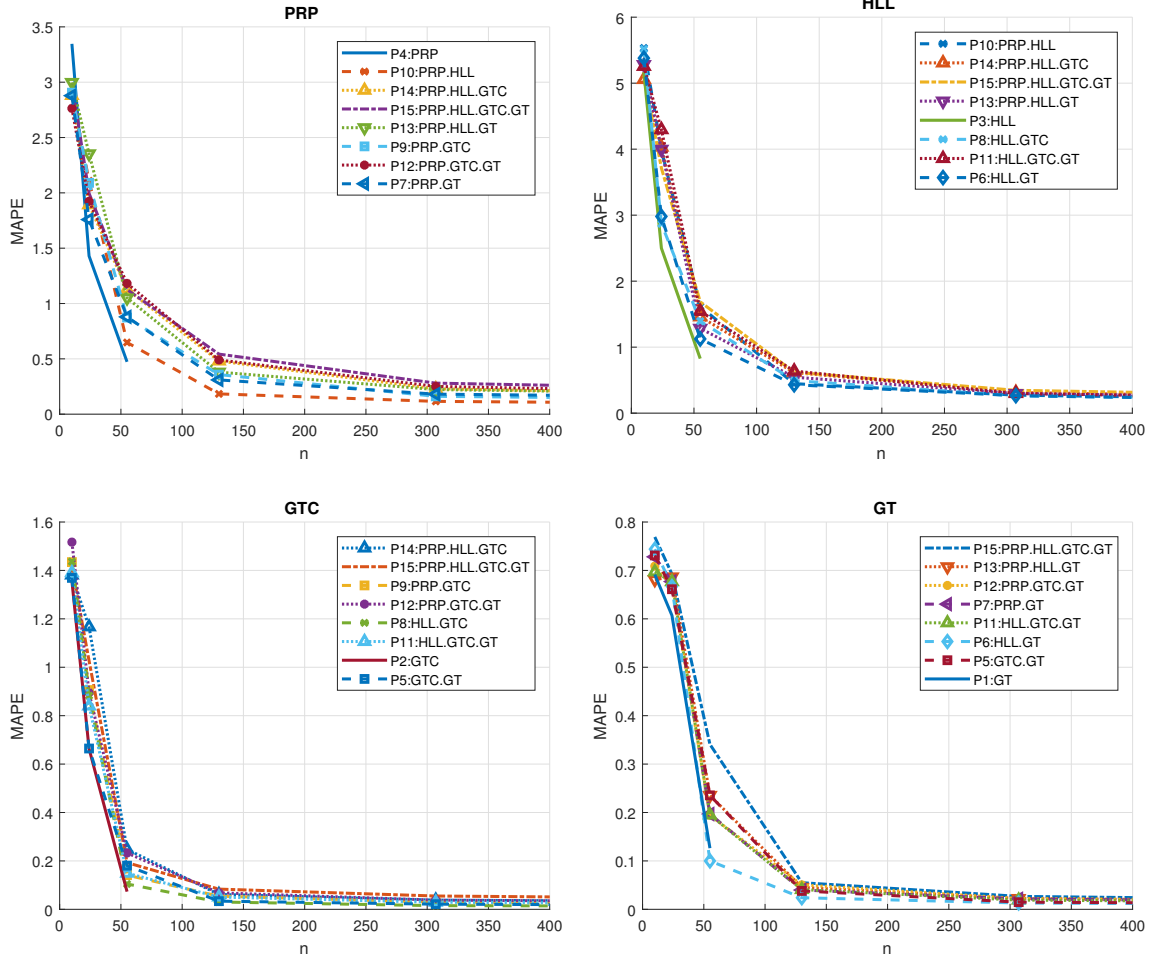 PRP
3.5
3
2.5
2
1.5
1
0.5
0
MAPE
0 50 100 150 200 250 300 350 400
n
P4:PRP
P10:PRP.HLL
P14:PRP.HLL.GTC
P15:PRP.HLL.GTC.GT
P13:PRP.HLL.GT
P9:PRP.GTC
P12:PRP.GTC.GT
P7:PRP.GT
HLL
6
5
4
3
2
1
0
MAPE
0 50 100 150 200 250 300 350 400
n
P10:PRP.HLL
P14:PRP.HLL.GTC
P15:PRP.HLL.GTC.GT
P13:PRP.HLL.GT
P3:HLL
P8:HLL.GTC
P11:HLL.GTC.GT
P6:HLL.GT
GTC
1.6
1.4
1.2
1
0.8
0.6
0.4
0.2
0
MAPE
0 50 100 150 200 250 300 350 400
n
P14:PRP.HLL.GTC
P15:PRP.HLL.GTC.GT
P9:PRP.GTC
P12:PRP.GTC.GT
P8:HLL.GTC
P11:HLL.GTC.GT
P2:GTC
P5:GTC.GT
GT
0.8
0.7
0.6
0.5
0.4
0.3
0.2
0.1
0
MAPE
0 50 100 150 200 250 300 350 400
n
P15:PRP.HLL.GTC.GT
P13:PRP.HLL.GT
P12:PRP.GTC.GT
P7:PRP.GT
P11:HLL.GTC.GT
P6:HLL.GT
P5:GTC.GT
P1:GT